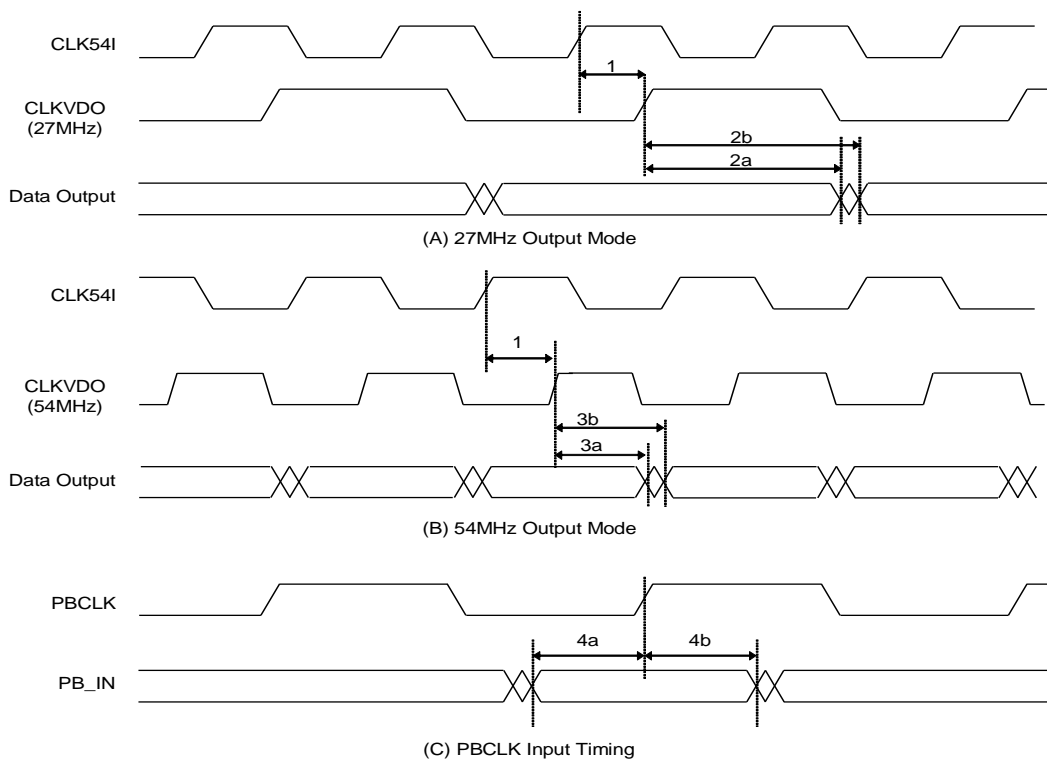 CLK54I
1
CLKVDO
(27MHz)
2b
2a
Data Output
(A) 27MHz Output Mode
CLK54I
1
CLKVDO
(54MHz)
3b
3a
Data Output
(B) 54MHz Output Mode
PBCLK
4a 4b
PB_IN
(C) PBCLK Input Timing